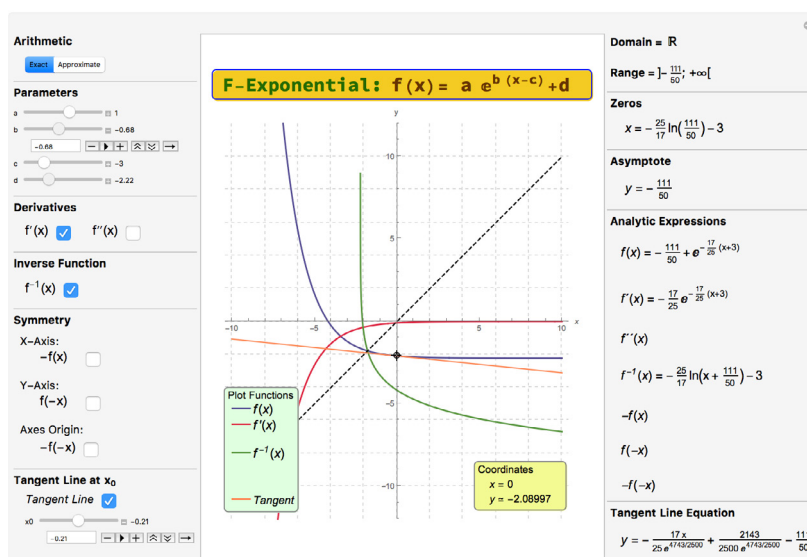 Arithmetic
Exact Approximate
Parameters
a 1
b -0.68
-0.68
c -3
d -2.22
Derivatives
f'(x) f''(x)
Inverse Function
f⁻¹(x)
Symmetry
X-Axis:
-f(x)
Y-Axis:
f(-x)
Axes Origin:
-f(-x)
Tangent Line at x₀
Tangent Line
x0 -0.21
-0.21
F-Exponential: f(x)= a e^b (x-c) +d
y
10
5
x
-10 -5 5 10
-5
-10
Plot Functions
f(x)
f'(x)
f⁻¹(x)
Tangent
Coordinates
x = 0
y = -2.08997
Domain = ℝ
Range = ]-111/50; +∞[
Zeros
x = -25/17 ln(111/50) - 3
Asymptote
y = -111/50
Analytic Expressions
f(x) = -111/50 + e^(-17/25 (x+3))
f'(x) = -17/25 e^(-17/25 (x+3))
f''(x)
f⁻¹(x) = -25/17 ln(x + 111/50) - 3
-f(x)
f(-x)
-f(-x)
Tangent Line Equation
y = -17 x/25 e^(4743/2500) + 2143/2500 e^(4743/2500) -